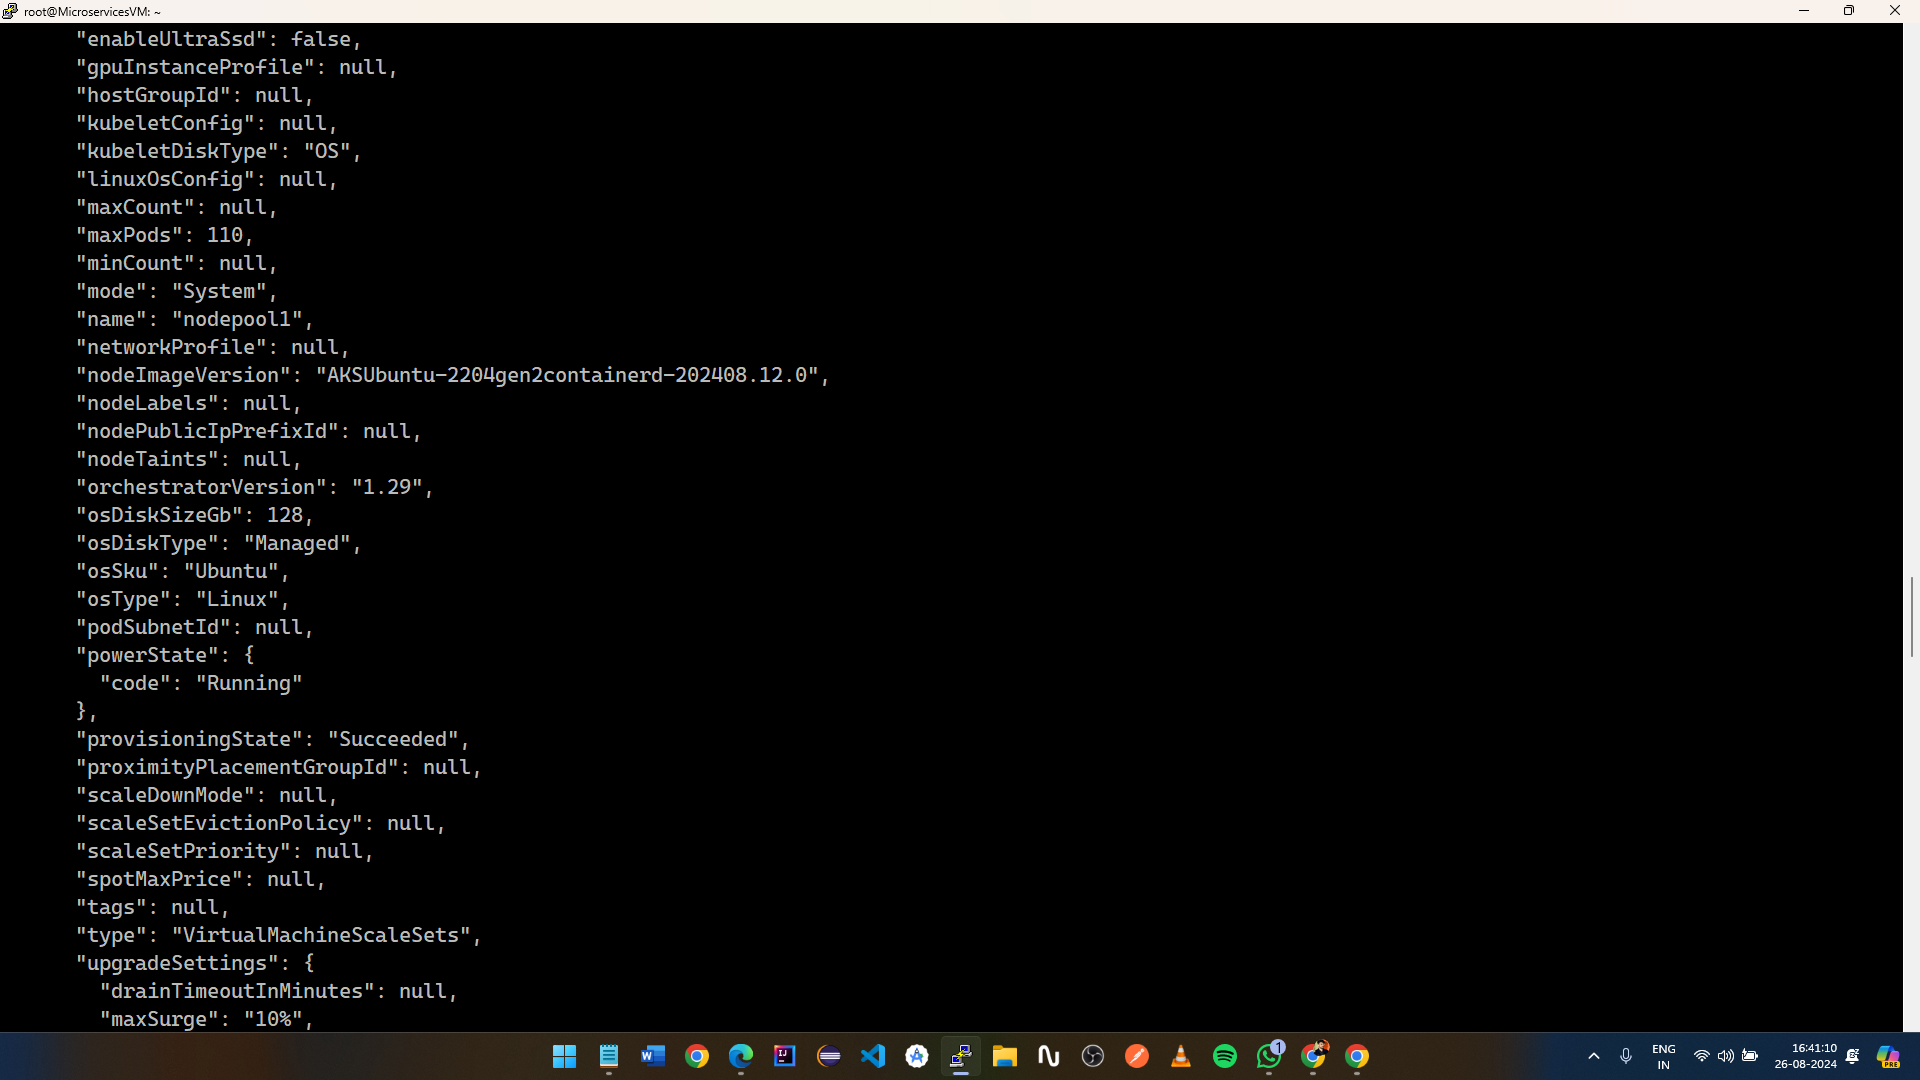 root@MicroservicesVM: ~
"enableUltraSsd": false,
"gpuInstanceProfile": null,
"hostGroupId": null,
"kubeletConfig": null,
"kubeletDiskType": "OS",
"linuxOsConfig": null,
"maxCount": null,
"maxPods": 110,
"minCount": null,
"mode": "System",
"name": "nodepool1",
"networkProfile": null,
"nodeImageVersion": "AKSUbuntu-2204gen2containerd-202408.12.0",
"nodeLabels": null,
"nodePublicIpPrefixId": null,
"nodeTaints": null,
"orchestratorVersion": "1.29",
"osDiskSizeGb": 128,
"osDiskType": "Managed",
"osSku": "Ubuntu",
"osType": "Linux",
"podSubnetId": null,
"powerState": {
"code": "Running"
},
"provisioningState": "Succeeded",
"proximityPlacementGroupId": null,
"scaleDownMode": null,
"scaleSetEvictionPolicy": null,
"scaleSetPriority": null,
"spotMaxPrice": null,
"tags": null,
"type": "VirtualMachineScaleSets",
"upgradeSettings": {
"drainTimeoutInMinutes": null,
"maxSurge": "10%",
1
ENG
IN
16:41:10
26-08-2024
PRE